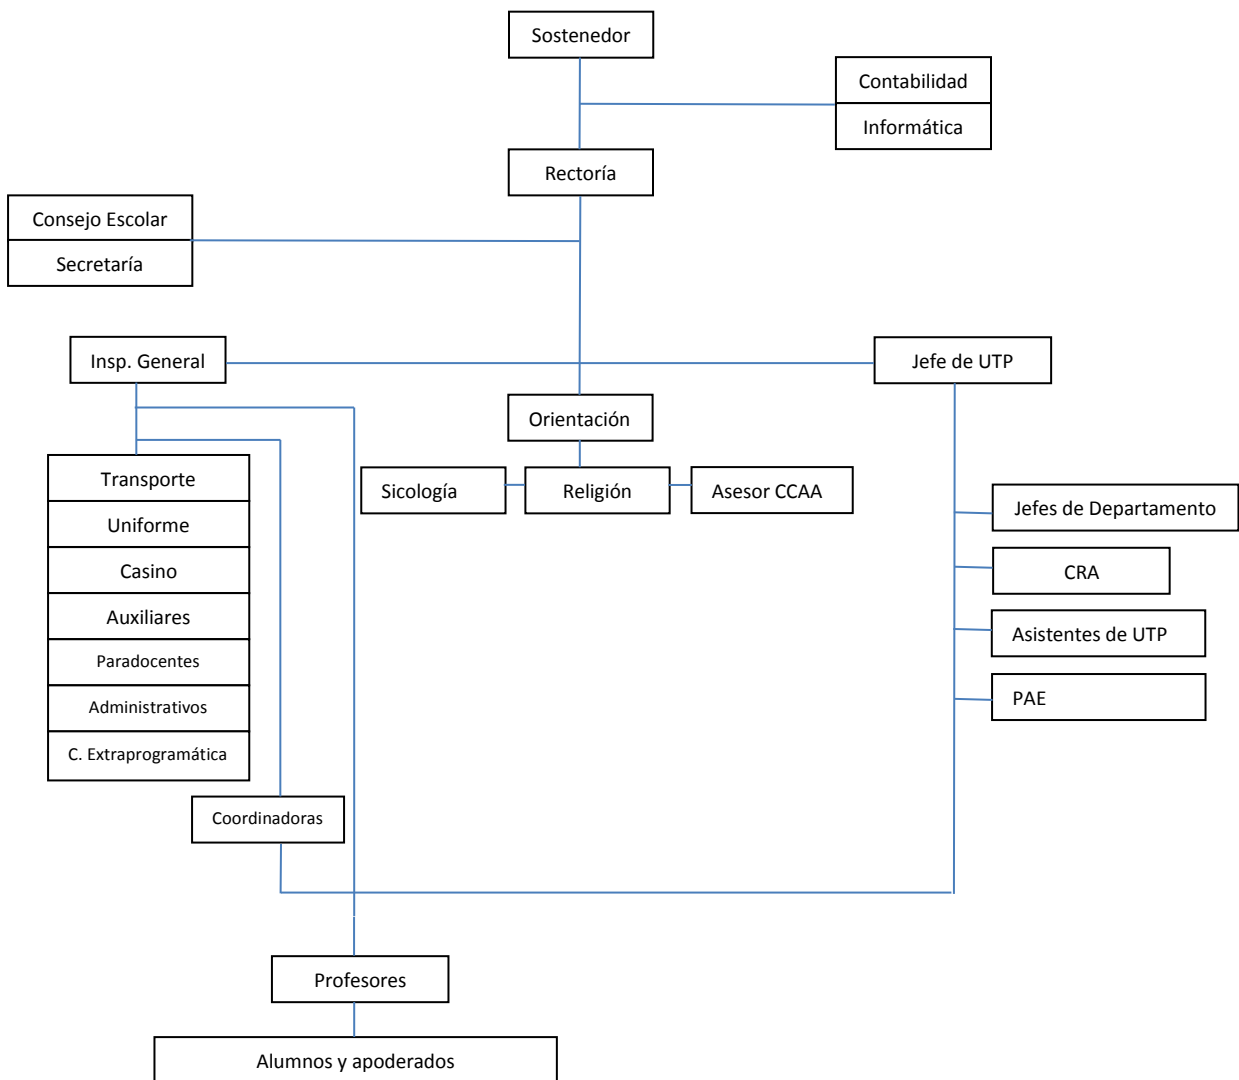 Sostenedor
Contabilidad
Informática
Rectoría
Consejo Escolar
Secretaría
Insp. General
Jefe de UTP
Orientación
Transporte
Sicología
Religión
Asesor CCAA
Jefes de Departamento
Uniforme
Casino
CRA
Auxiliares
Asistentes de UTP
Paradocentes
PAE
Administrativos
C. Extraprogramática
Coordinadoras
Profesores
Alumnos y apoderados